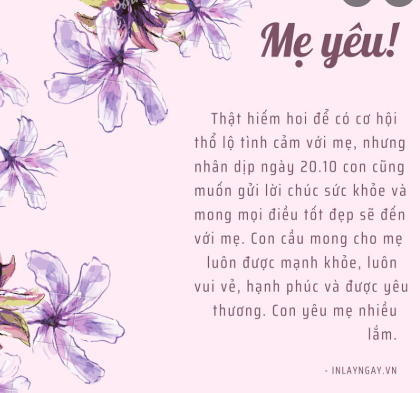 Mẹ yêu!
Thật hiếm hoi để có cơ hội
thổ lộ tình cảm với mẹ, nhưng
nhân dịp ngày 20.10 con cũng
muốn gửi lời chúc sức khỏe và
mong mọi điều tốt đẹp sẽ đến
với mẹ. Con cầu mong cho mẹ
luôn được mạnh khỏe, luôn
vui vẻ, hạnh phúc và được yêu
thương. Con yêu mẹ nhiều
lắm.
- INLAYNGAY.VN